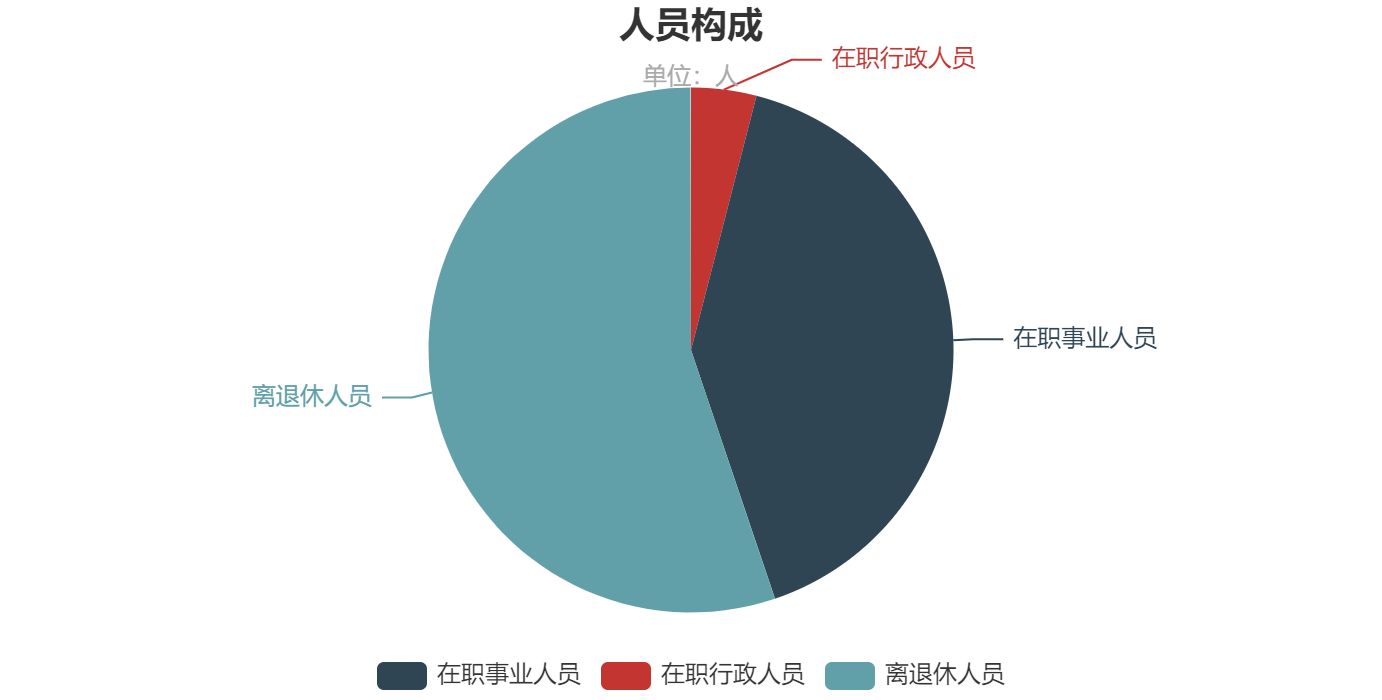 人员构成
单位：人
在职行政人员
在职事业人员
离退休人员
在职事业人员 在职行政人员 离退休人员